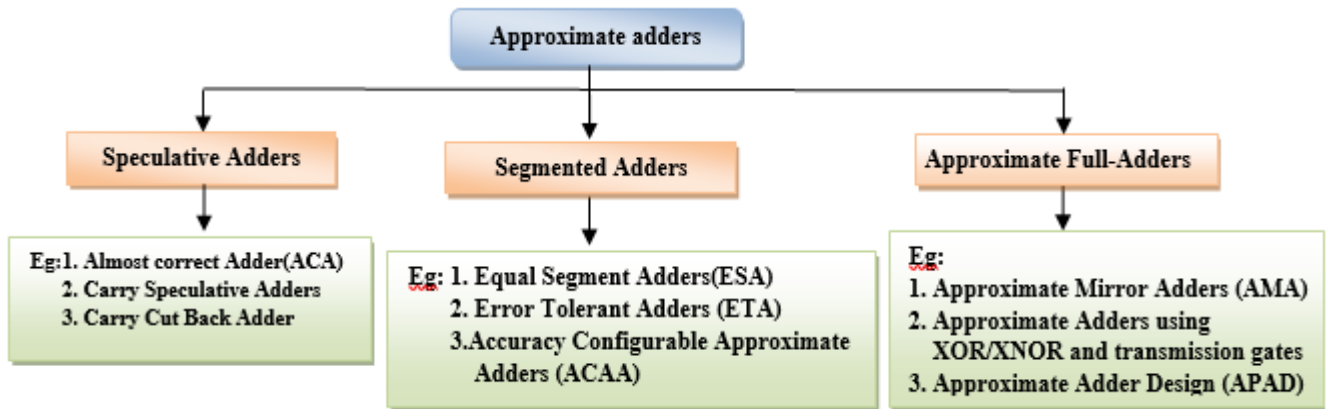 Approximate adders
Speculative Adders
Segmented Adders
Approximate Full-Adders
Eg:1. Almost correct Adder(ACA)
2. Carry Speculative Adders
3. Carry Cut Back Adder
Eg: 1. Equal Segment Adders(ESA)
2. Error Tolerant Adders (ETA)
3.Accuracy Configurable Approximate
Adders (ACAA)
Eg:
1. Approximate Mirror Adders (AMA)
2. Approximate Adders using
XOR/XNOR and transmission gates
3. Approximate Adder Design (APAD)